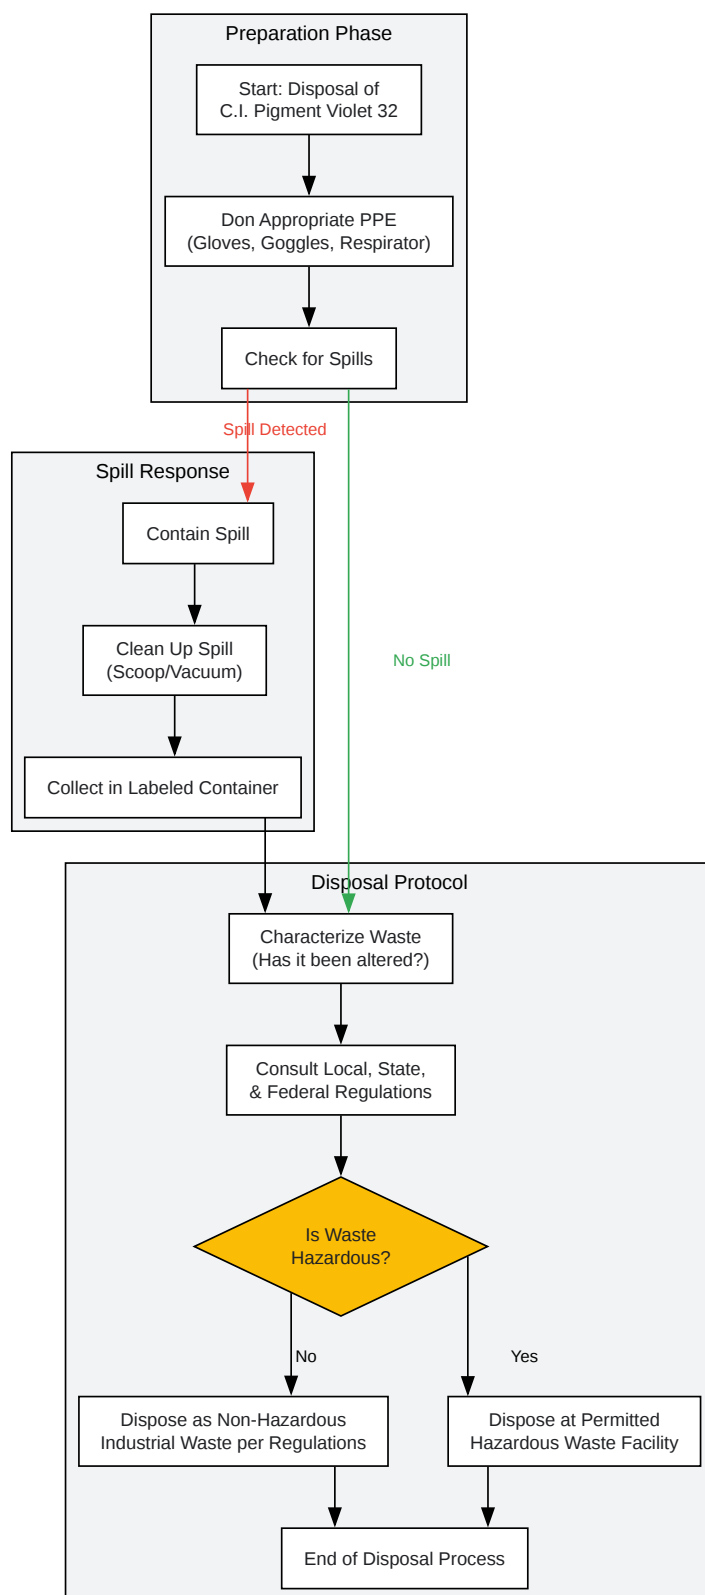 Preparation Phase
Start: Disposal of
C.I. Pigment Violet 32
Don Appropriate PPE
(Gloves, Goggles, Respirator)
Check for Spills
Spill Detected
Spill Response
Contain Spill
Clean Up Spill
(Scoop/Vacuum)
No Spill
Collect in Labeled Container
Disposal Protocol
Characterize Waste
(Has it been altered?)
Consult Local, State,
& Federal Regulations
Is Waste
Hazardous?
No
Yes
Dispose as Non-Hazardous
Industrial Waste per Regulations
Dispose at Permitted
Hazardous Waste Facility
End of Disposal Process